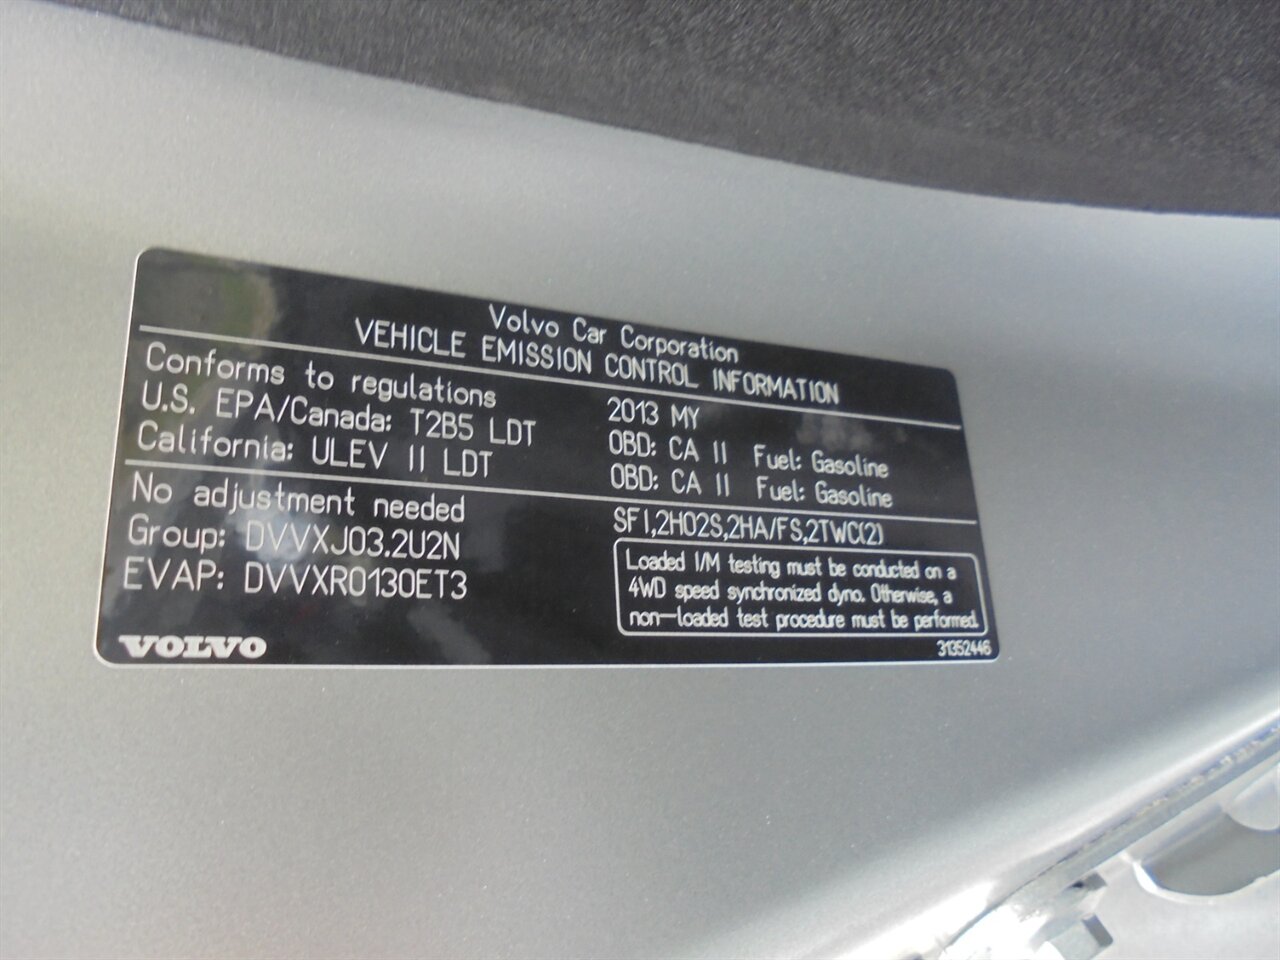 Volvo Car Corporation
VEHICLE EMISSION CONTROL INFORMATION
Conforms to regulations 2013 MY
U.S. EPA/Canada: T2B5 LDT OBD: CA II Fuel: Gasoline
California: ULEV II LDT OBD: CA II Fuel: Gasoline
No adjustment needed SFI,2HO2S,2HA/FS,2TWC(2)
Group: DVVXJ03.2U2N
EVAP: DVVXR0130ET3
Loaded I/M testing must be conducted on a
4WD speed synchronized dyno. Otherwise, a
non-loaded test procedure must be performed.
VOLVO 31352446